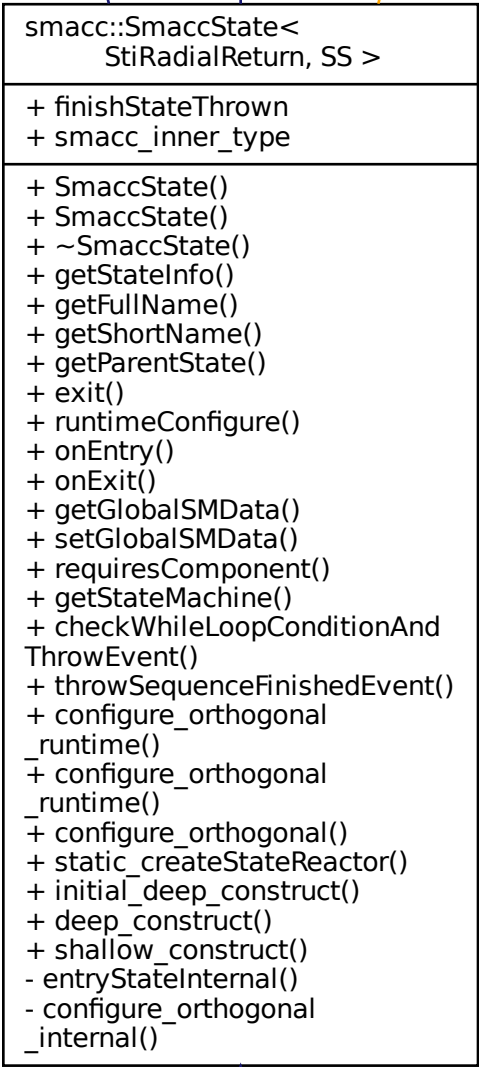 smacc::SmaccState<
StiRadialReturn, SS >
+ finishStateThrown
+ smacc_inner_type
+ SmaccState()
+ SmaccState()
+ ~SmaccState()
+ getStateInfo()
+ getFullName()
+ getShortName()
+ getParentState()
+ exit()
+ runtimeConfigure()
+ onEntry()
+ onExit()
+ getGlobalSMData()
+ setGlobalSMData()
+ requiresComponent()
+ getStateMachine()
+ checkWhileLoopConditionAnd
ThrowEvent()
+ throwSequenceFinishedEvent()
+ configure_orthogonal
_runtime()
+ configure_orthogonal
_runtime()
+ configure_orthogonal()
+ static_createStateReactor()
+ initial_deep_construct()
+ deep_construct()
+ shallow_construct()
- entryStateInternal()
- configure_orthogonal
_internal()